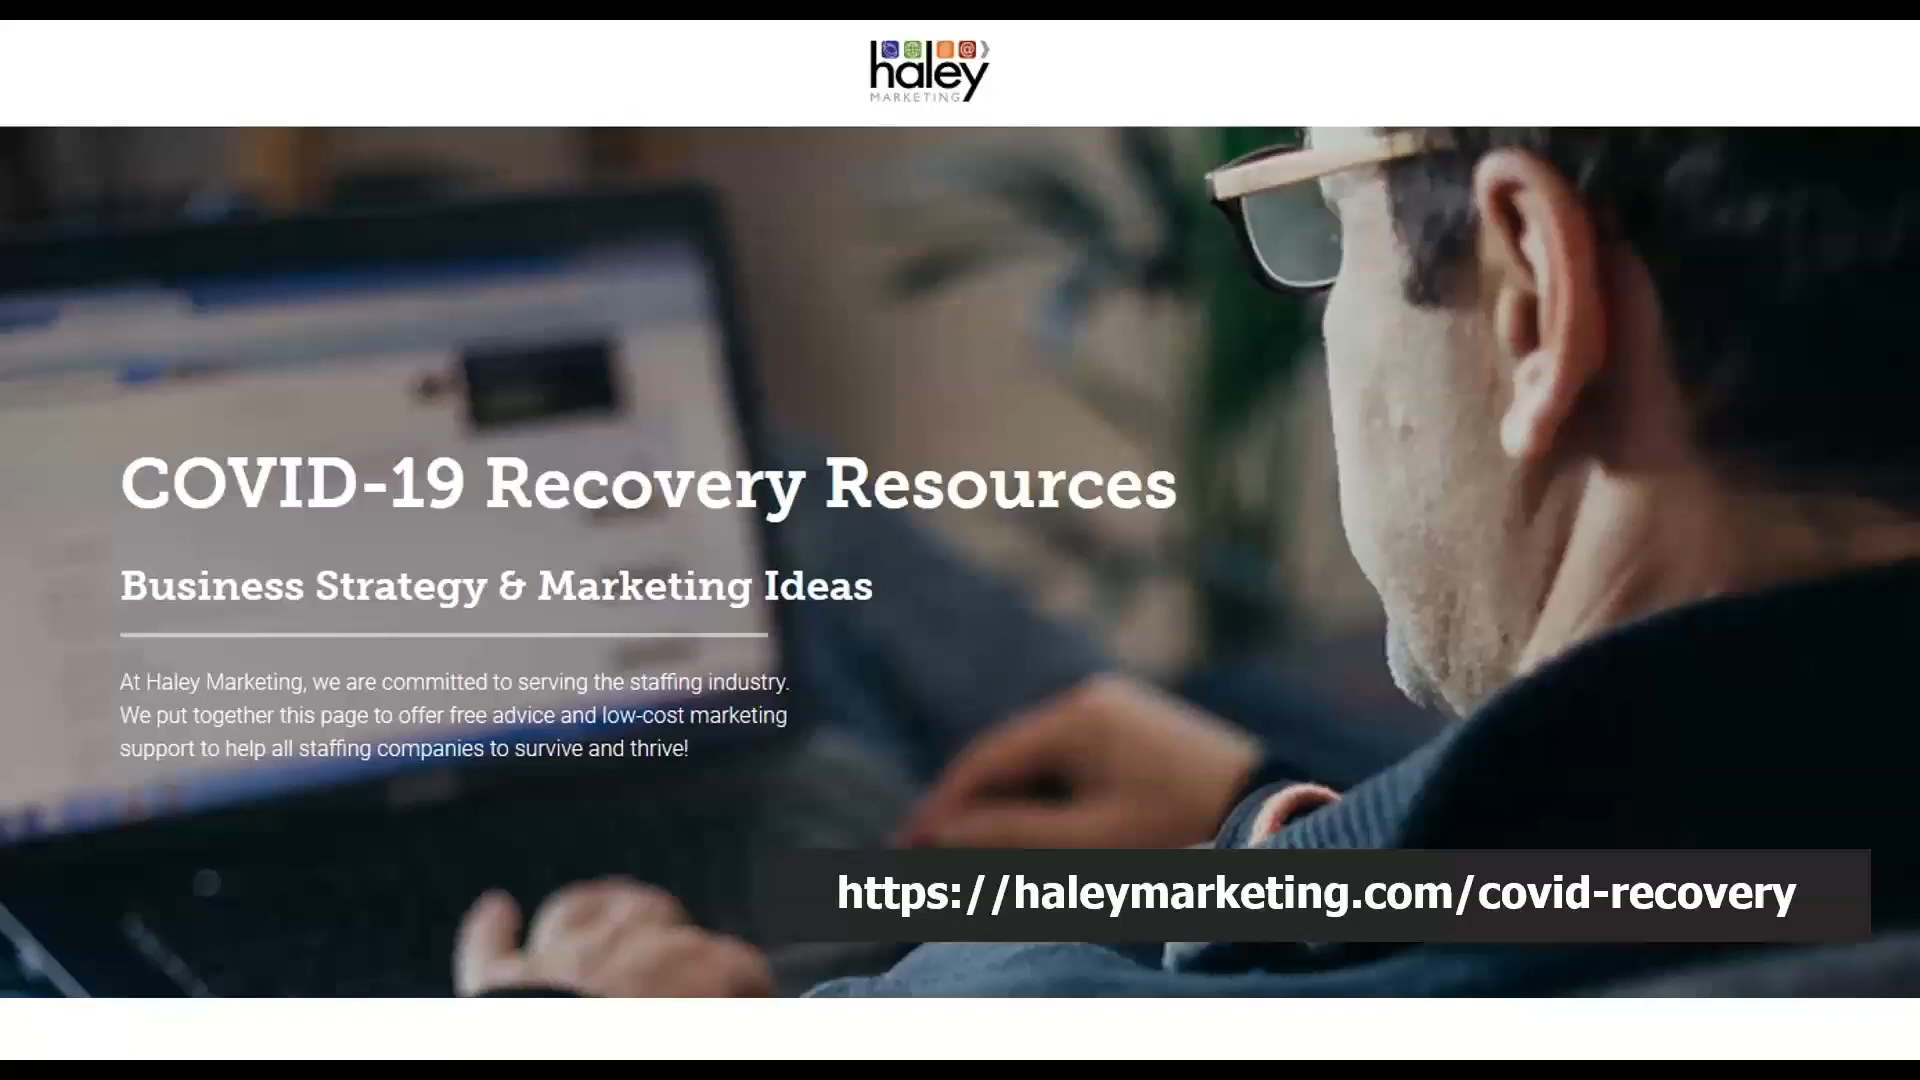 haley
MARKETING
COVID-19 Recovery Resources
Business Strategy & Marketing Ideas
At Haley Marketing, we are committed to serving the staffing industry.
We put together this page to offer free advice and low-cost marketing
support to help all staffing companies to survive and thrive!
https://haleymarketing.com/covid-recovery